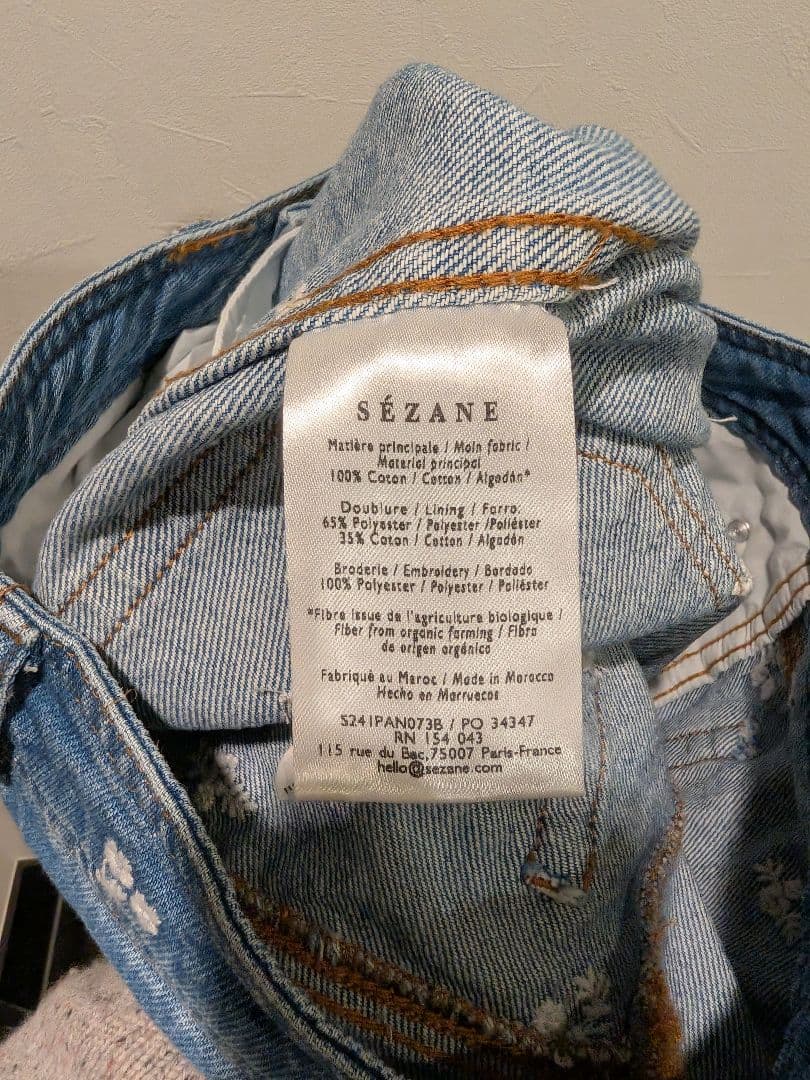 SÉZANE
Matière principale / Main fabric /
Material principal
100% Coton / Cotton / Algodón*
Doublure / Lining / Forro:
65% Polyester / Polyester /Poliéster
35% Coton / Cotton / Algodón
Broderie / Embroidery / Bordado
100% Polyester / Polyester / Poliéster
*Fibre issue de l'agriculture biologique /
Fiber from organic farming / Fibra
de origen orgánico
Fabriqué au Maroc / Made in Morocco
Hecho en Marruecos
S241PAN073B / PO 34347
RN 154 043
115 rue du Bac,75007 Paris-France
hello@sezane.com